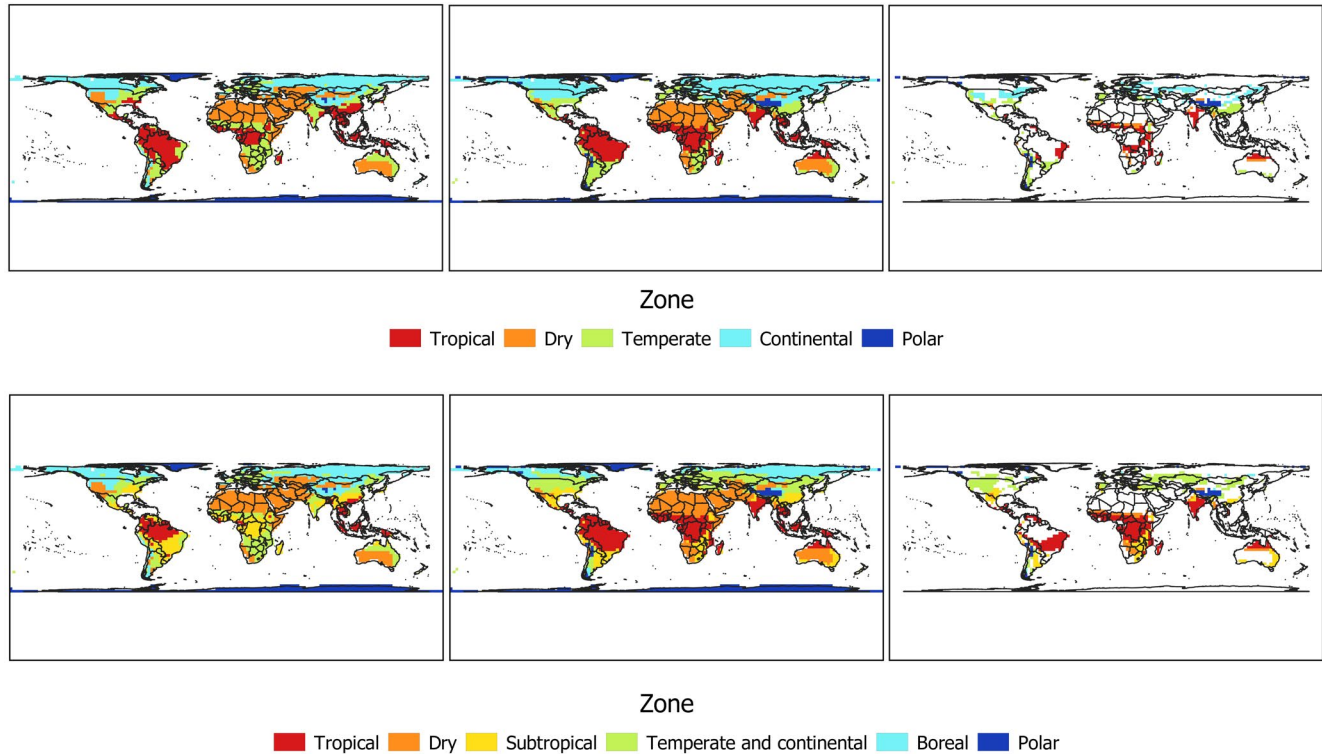 Zone
Tropical Dry Temperate Continental Polar
Zone
Tropical Dry Subtropical Temperate and continental Boreal Polar